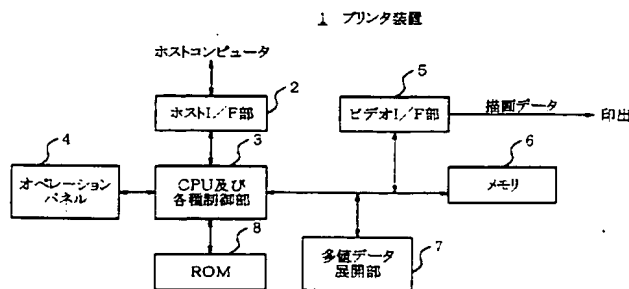 1 プリンタ装置
ホストコンピュータ
2
ホストI/F部
5
ビデオI/F部
描画データ
印出
4
オペレーション
パネル
3
CPU及び
各種制御部
6
メモリ
8
ROM
多値データ
展開部
7